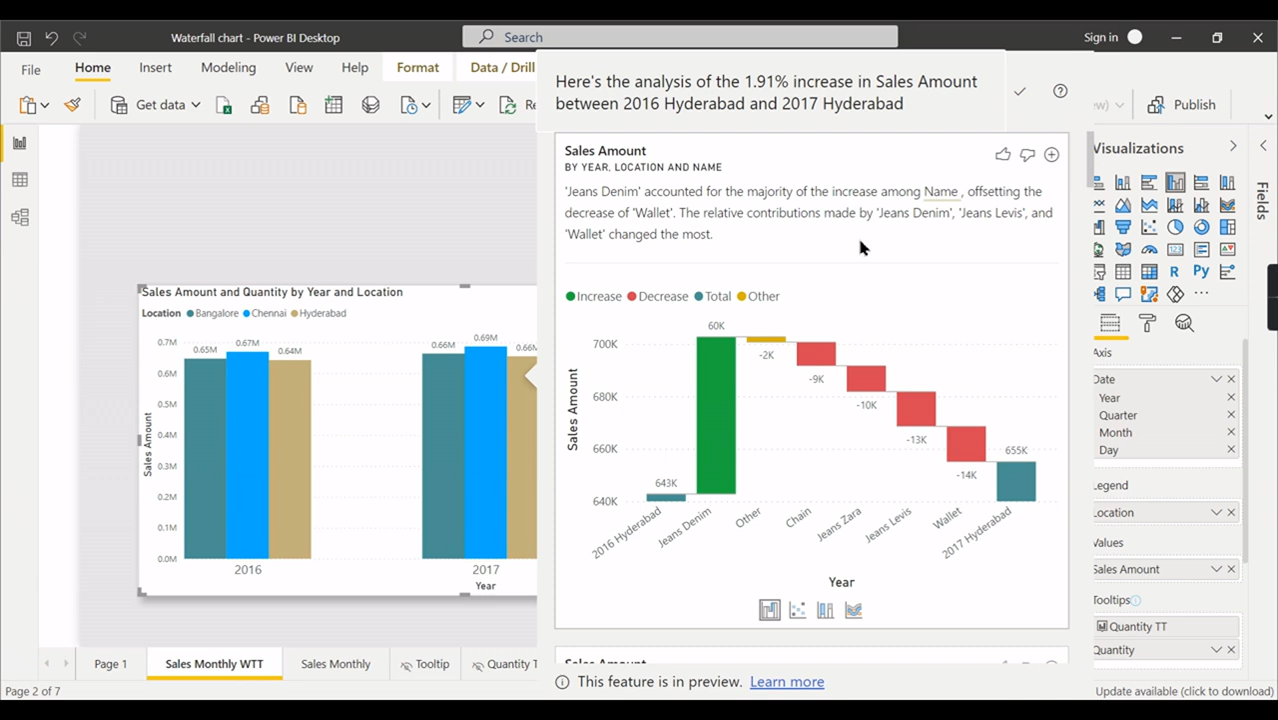 Waterfall chart - Power BI Desktop
Search
Sign in
File
Home
Insert
Modeling
View
Help
Format
Data / Drill
Get data
Re
ew)
Publish
Here's the analysis of the 1.91% increase in Sales Amount
between 2016 Hyderabad and 2017 Hyderabad
Sales Amount
BY YEAR, LOCATION AND NAME
'Jeans Denim' accounted for the majority of the increase among Name , offsetting the
decrease of 'Wallet'. The relative contributions made by 'Jeans Denim', 'Jeans Levis', and
'Wallet' changed the most.
Increase Decrease Total Other
Sales Amount
700K
680K
660K
640K
643K
60K
-2K
-9K
-10K
-13K
-14K
655K
2016 Hyderabad
Jeans Denim
Other
Chain
Jeans Zara
Jeans Levis
Wallet
2017 Hyderabad
Year
Sales Amount
This feature is in preview. Learn more
Sales Amount and Quantity by Year and Location
Location Bangalore Chennai Hyderabad
Sales Amount
0.7M
0.6M
0.5M
0.4M
0.3M
0.2M
0.1M
0.0M
0.65M
0.67M
0.64M
0.66M
0.69M
0.66M
2016
2017
Year
Visualizations
R
Py
Fields
Axis
Date
Year
Quarter
Month
Day
Legend
Location
Values
Sales Amount
Tooltips
Quantity TT
Quantity
Page 1
Sales Monthly WTT
Sales Monthly
Tooltip
Quantity T
Page 2 of 7
Update available (click to download)